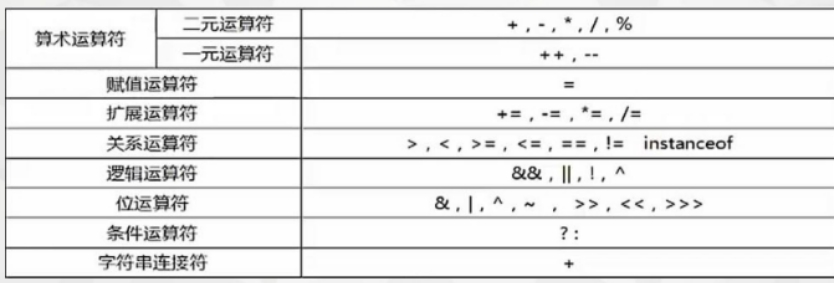 算术运算符 二元运算符 + , - , * , / , %
一元运算符 ++ , --
赋值运算符 =
扩展运算符 += , -= , *= , /=
关系运算符 > , < , >= , <= , == , != instanceof
逻辑运算符 && , || , ! , ^
位运算符 & , | , ^ , ~ , >> , << , >>>
条件运算符 ? :
字符串连接符 +